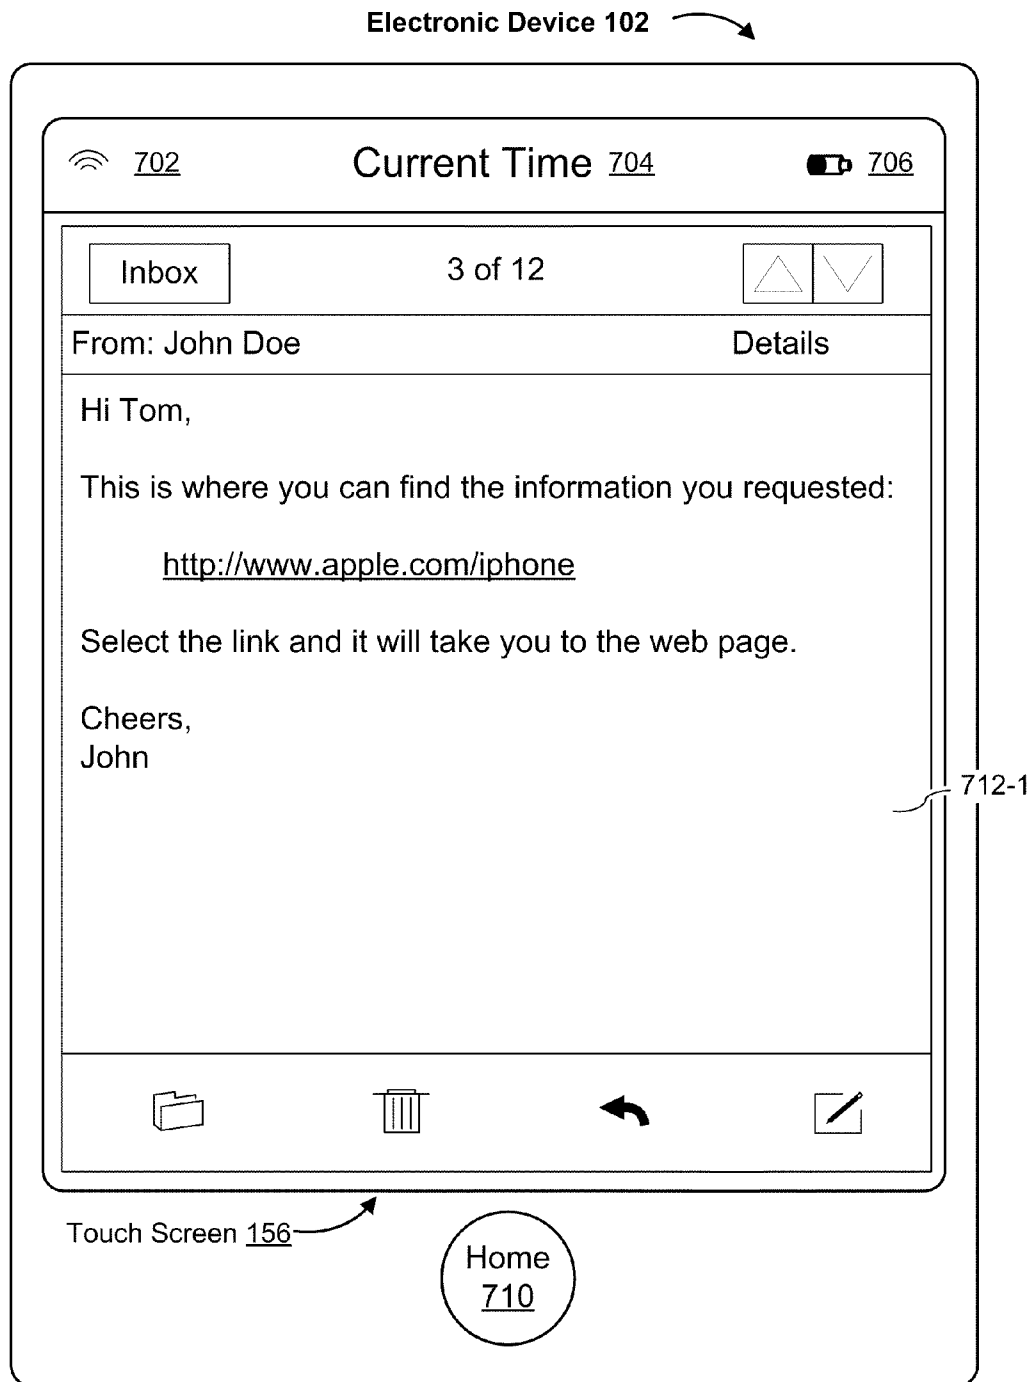 Electronic Device 102
702 Current Time 704 706
Inbox 3 of 12
From: John Doe Details
Hi Tom,
This is where you can find the information you requested:
http://www.apple.com/iphone
Select the link and it will take you to the web page.
Cheers,
John
712-1
Touch Screen 156
Home
710